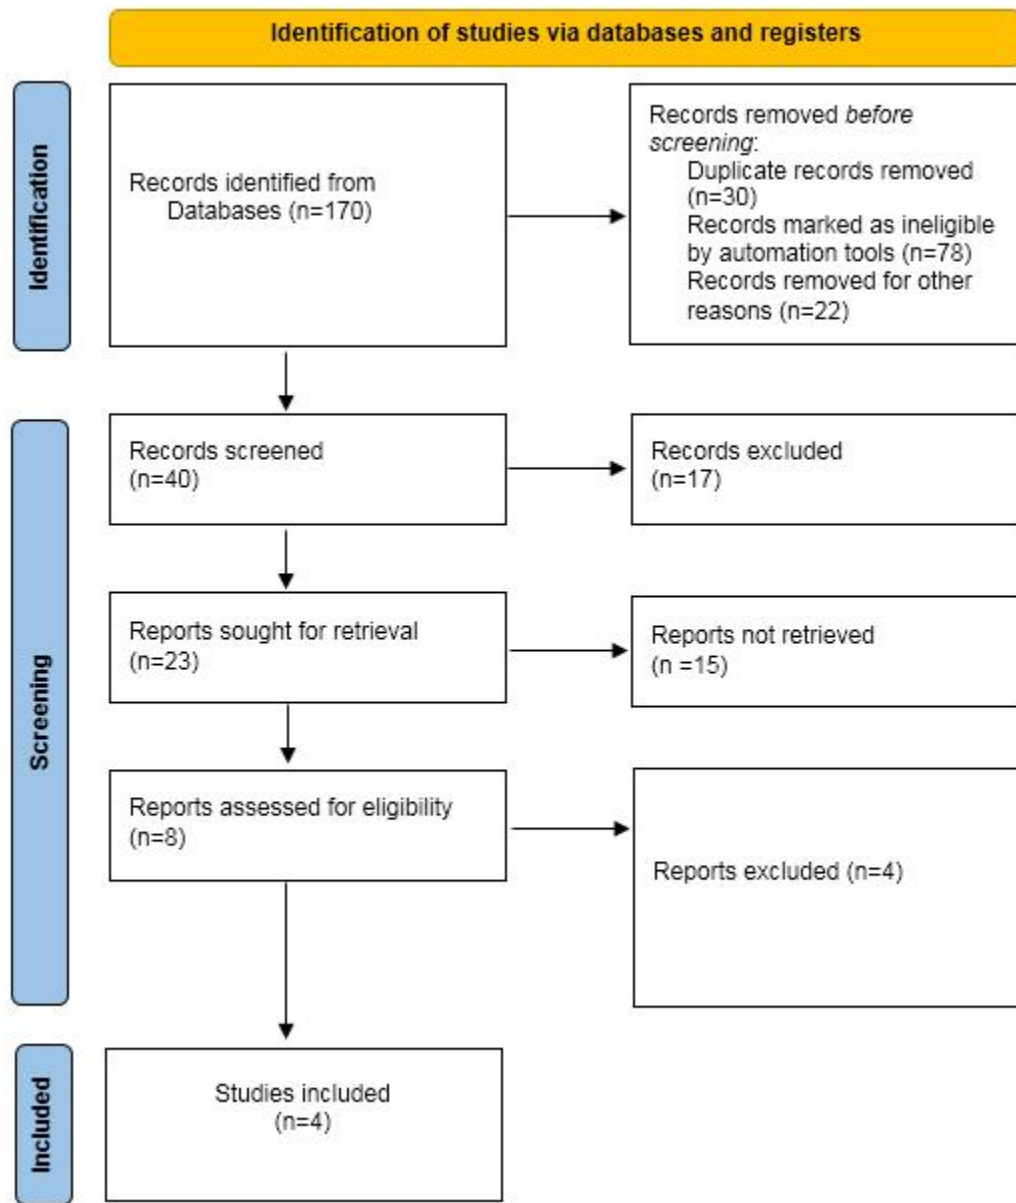 Identification of studies via databases and registers
Identification
Records identified from
Databases (n=170)
Records removed before
screening:
Duplicate records removed
(n=30)
Records marked as ineligible
by automation tools (n=78)
Records removed for other
reasons (n=22)
Screening
Records screened
(n=40)
Records excluded
(n=17)
Reports sought for retrieval
(n=23)
Reports not retrieved
(n =15)
Reports assessed for eligibility
(n=8)
Reports excluded (n=4)
Included
Studies included
(n=4)